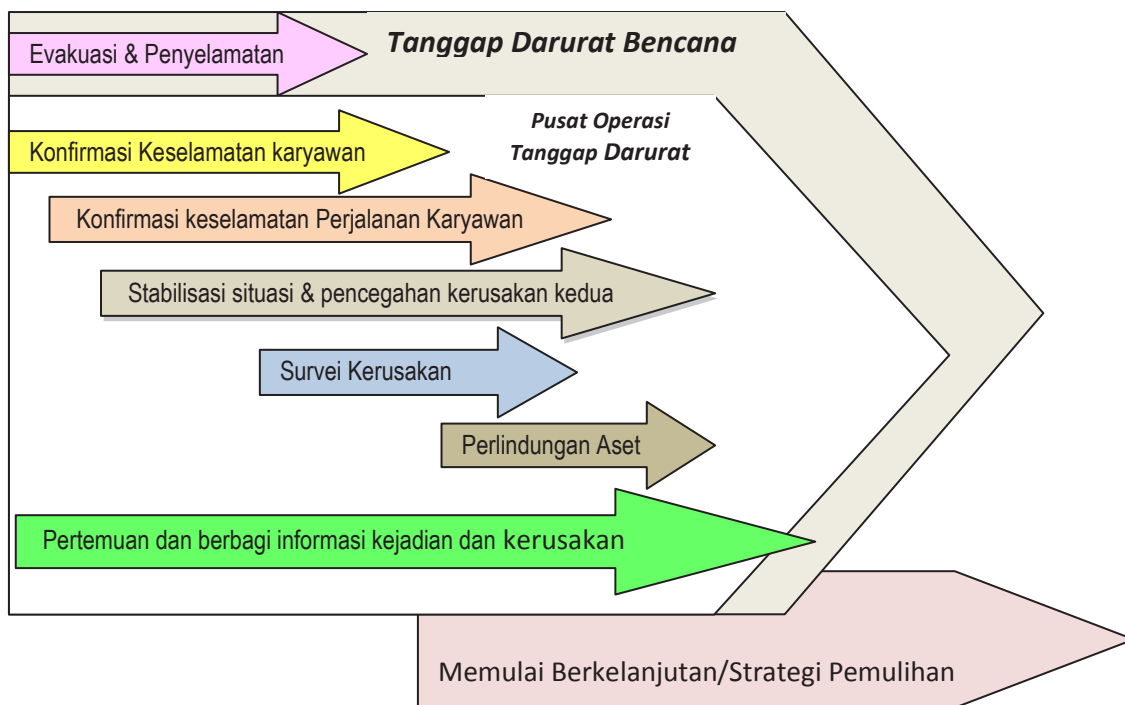 Tanggap Darurat Bencana
Evakuasi & Penyelamatan
Pusat Operasi
Tanggap Darurat
Konfirmasi Keselamatan karyawan
Konfirmasi keselamatan Perjalanan Karyawan
Stabilisasi situasi & pencegahan kerusakan kedua
Survei Kerusakan
Perlindungan Aset
Pertemuan dan berbagi informasi kejadian dan kerusakan
Memulai Berkelanjutan/Strategi Pemulihan